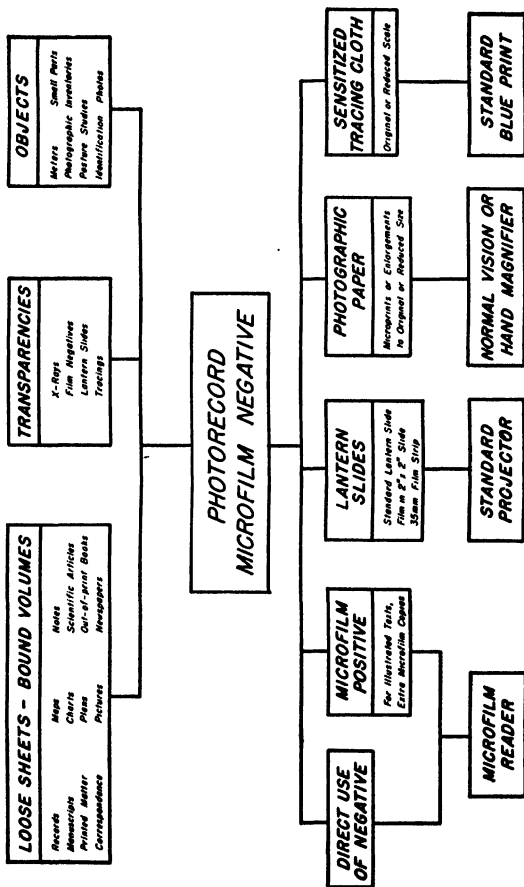 LOOSE SHEETS – BOUND VOLUMES
Records Maps Notes
Manuscripts Charts Scientific Articles
Printed Matter Plans Out-of-print Books
Correspondence Pictures Newspapers
TRANSPARENCIES
X-Rays
Film Negatives
Lantern Slides
Tracings
OBJECTS
Meters Small Parts
Photographic Inventories
Posture Studies
Identification Photos
PHOTORECORD
MICROFILM NEGATIVE
DIRECT USE
OF NEGATIVE
MICROFILM
POSITIVE
For Illustrated Texts,
Extra Microfilm Copies
MICROFILM
READER
LANTERN
SLIDES
Standard Lantern Slide
Film in 2"x 2" Slide
35mm Film Strip
STANDARD
PROJECTOR
PHOTOGRAPHIC
PAPER
Microprints or Enlargements
to Original or Reduced Size
NORMAL VISION OR
HAND MAGNIFIER
SENSITIZED
TRACING CLOTH
Original or Reduced Scale
STANDARD
BLUE PRINT